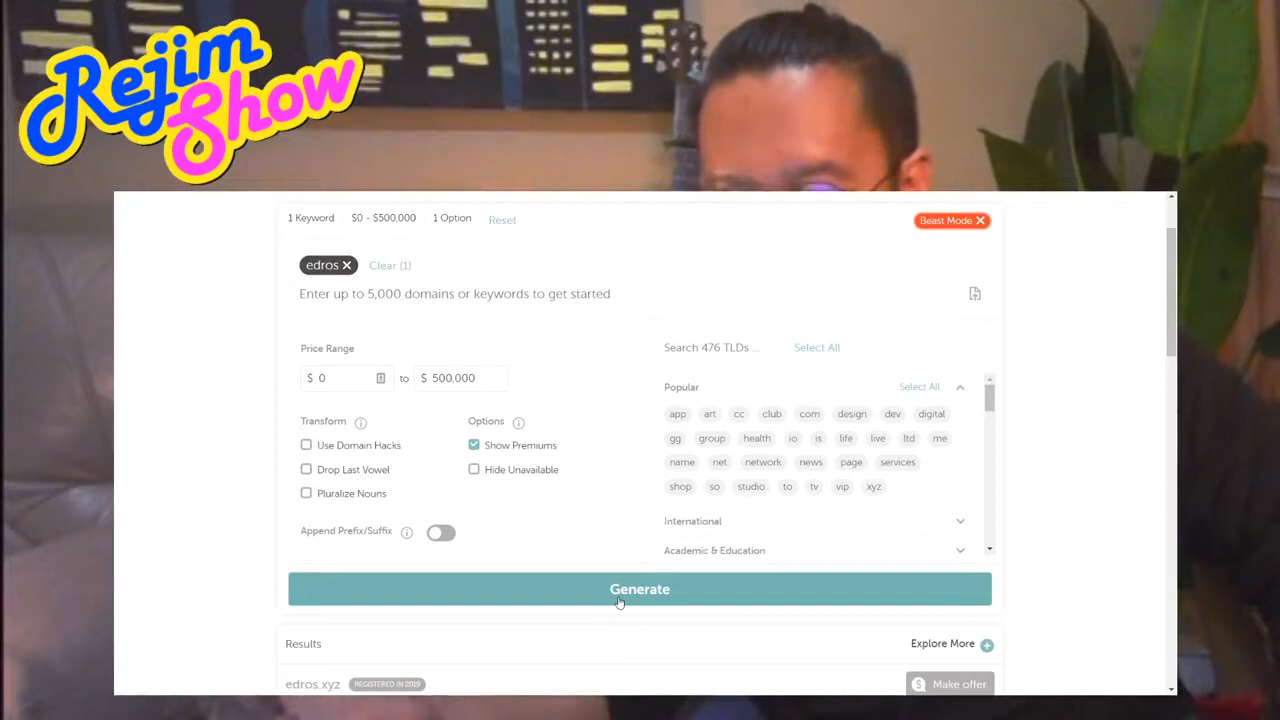 Rejim
Show
1 Keyword $0 - $500,000 1 Option Reset Beast Mode
edros Clear (1)
Enter up to 5,000 domains or keywords to get started
Price Range
$ 0 to $ 500,000
Search 476 TLDs ... Select All
Popular Select All
app art cc club com design dev digital
gg group health io is life live ltd me
name net network news page services
shop so studio to tv vip xyz
Transform Options
Use Domain Hacks Show Premiums
Drop Last Vowel Hide Unavailable
Pluralize Nouns
International
Append Prefix/Suffix
Academic & Education
Generate
Results Explore More
edros.xyz REGISTERED IN 2019 Make offer